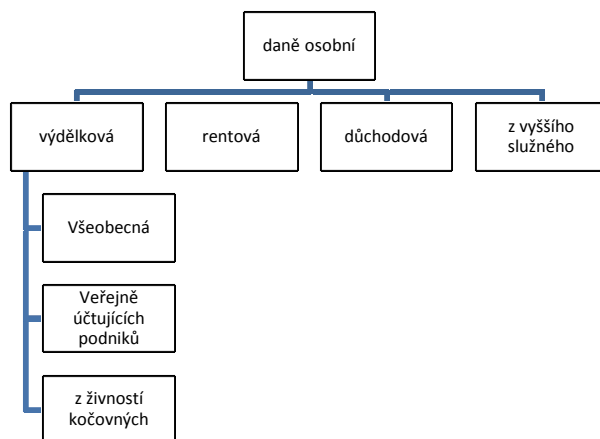 daně osobní
výdělková
rentová
důchodová
z vyššího
služného
Všeobecná
Veřejně
účtujících
podniků
z živností
kočovných